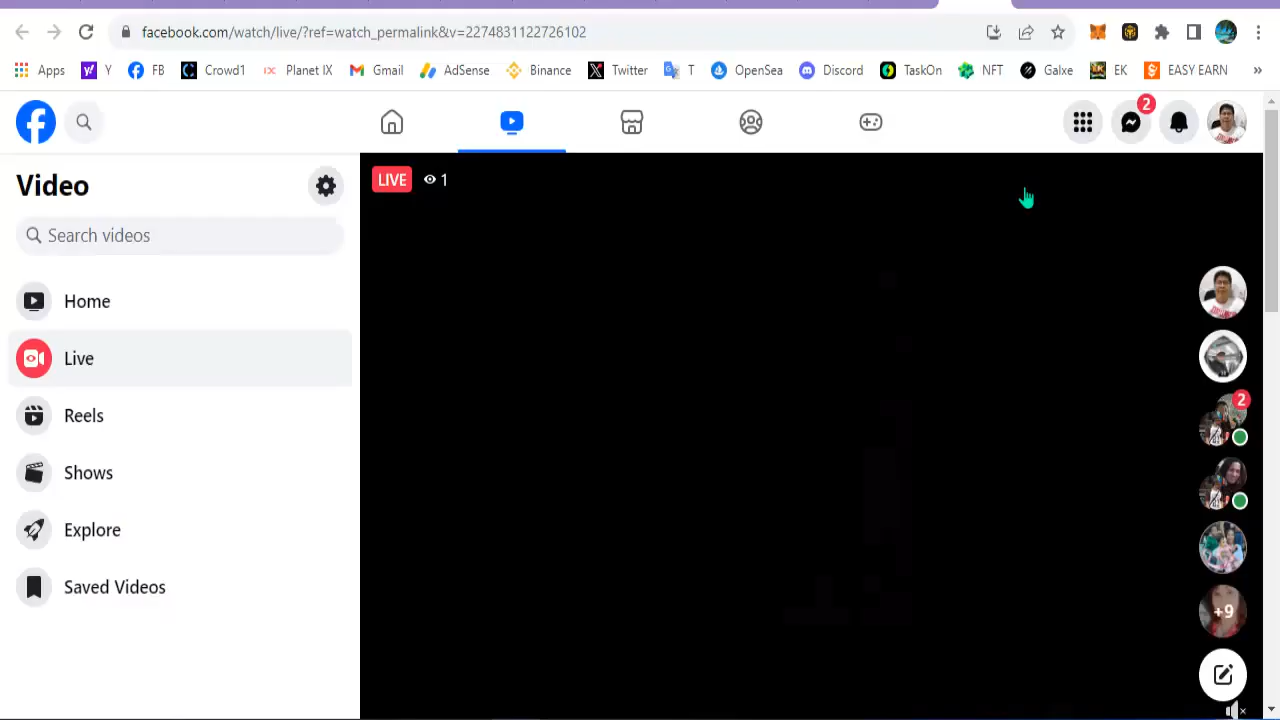 facebook.com/watch/live/?ref=watch_permalink&v=2274831122726102
Apps Y FB Crowd1 Planet IX Gmail AdSense Binance Twitter T OpenSea Discord TaskOn NFT Galxe EK EASY EARN »
2
Video
LIVE 1
Search videos
Home
Live
Reels
2
Shows
Explore
Saved Videos
+9